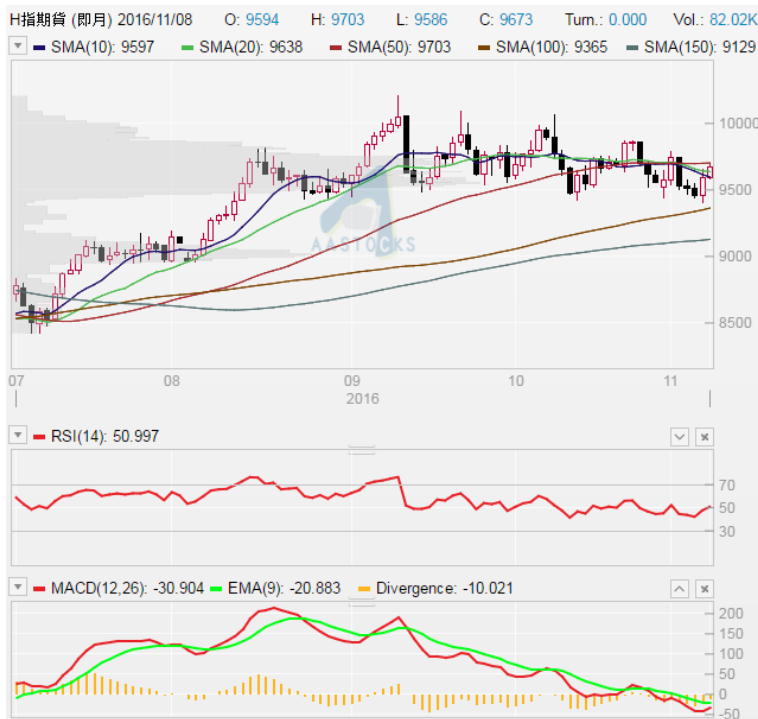 H指期貨 (即月) 2016/11/08 O: 9594 H: 9703 L: 9586 C: 9673 Turn.: 0.000 Vol.: 82.02K
SMA(10): 9597 SMA(20): 9638 SMA(50): 9703 SMA(100): 9365 SMA(150): 9129
10000
9500
AASTOCKS
9000
8500
07 08 09 10 11
2016
RSI(14): 50.997
70
50
30
MACD(12,26): -30.904 EMA(9): -20.883 Divergence: -10.021
200
150
100
50
0
-50